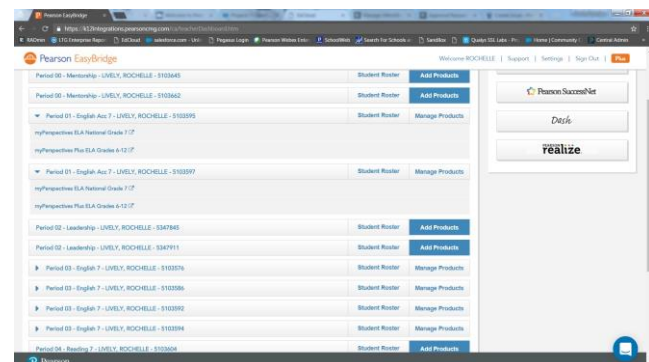 Pearson EasyBridge
https://k12integrations.pearsoncmg.com/ca/
Pearson EasyBridge
Welcome ROCHELLE | Support | Settings | Sign Out | Plus
Period 00 - Mentorship - LIVELY, ROCHELLE - 5103645 Student Roster Add Products
Period 00 - Mentorship - LIVELY, ROCHELLE - 5103662 Student Roster Add Products
Period 01 - English Acc 7 - LIVELY, ROCHELLE - 5103595 Student Roster Manage Products
myPerspectives ELA National Grade 7
myPerspectives Plus ELA Grades 6-12
Period 01 - English Acc 7 - LIVELY, ROCHELLE - 5103597 Student Roster Manage Products
myPerspectives ELA National Grade 7
myPerspectives Plus ELA Grades 6-12
Period 02 - Leadership - LIVELY, ROCHELLE - 5347845 Student Roster Add Products
Period 02 - Leadership - LIVELY, ROCHELLE - 5347911 Student Roster Add Products
Period 03 - English 7 - LIVELY, ROCHELLE - 5103576 Student Roster Manage Products
Period 03 - English 7 - LIVELY, ROCHELLE - 5103586 Student Roster Manage Products
Period 03 - English 7 - LIVELY, ROCHELLE - 5103592 Student Roster Manage Products
Period 03 - English 7 - LIVELY, ROCHELLE - 5103594 Student Roster Manage Products
Period 04 - Reading 7 - LIVELY, ROCHELLE - 5103604 Student Roster Add Products
Pearson SuccessNet
Dash
realize
Pearson